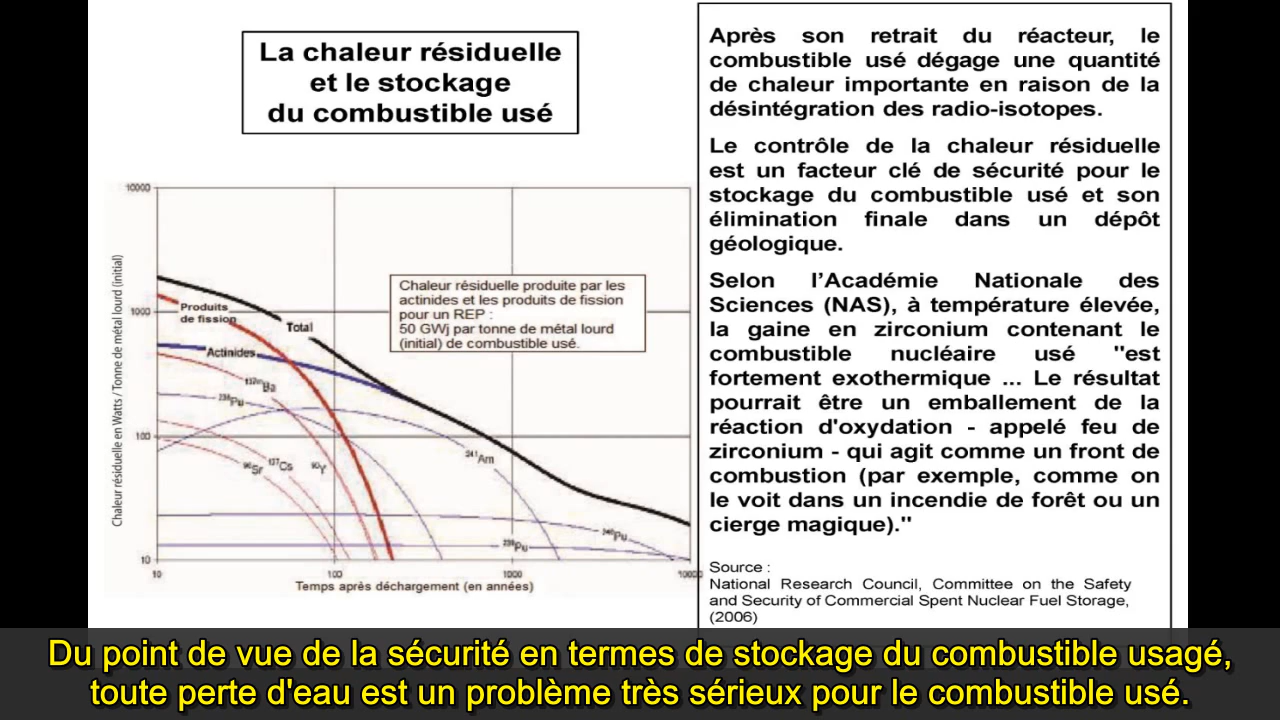 La chaleur résiduelle
et le stockage
du combustible usé
Chaleur résiduelle en Watts / Tonne de métal lourd (initial)
10000
1000
100
10
Produits
de fission
Total
Actinides
137mBa
238Pu
241Am
90Sr
137Cs
90Y
240Pu
239Pu
Chaleur résiduelle produite par les
actinides et les produits de fission
pour un REP :
50 GWj par tonne de métal lourd
(initial) de combustible usé.
10
100
1000
10000
Temps après déchargement (en années)
Après son retrait du réacteur, le
combustible usé dégage une quantité
de chaleur importante en raison de la
désintégration des radio-isotopes.
Le contrôle de la chaleur résiduelle
est un facteur clé de sécurité pour le
stockage du combustible usé et son
élimination finale dans un dépôt
géologique.
Selon l’Académie Nationale des
Sciences (NAS), à température élevée,
la gaine en zirconium contenant le
combustible nucléaire usé "est
fortement exothermique ... Le résultat
pourrait être un emballement de la
réaction d'oxydation - appelé feu de
zirconium - qui agit comme un front de
combustion (par exemple, comme on
le voit dans un incendie de forêt ou un
cierge magique)."
Source :
National Research Council, Committee on the Safety
and Security of Commercial Spent Nuclear Fuel Storage,
(2006)
Du point de vue de la sécurité en termes de stockage du combustible usagé,
toute perte d'eau est un problème très sérieux pour le combustible usé.